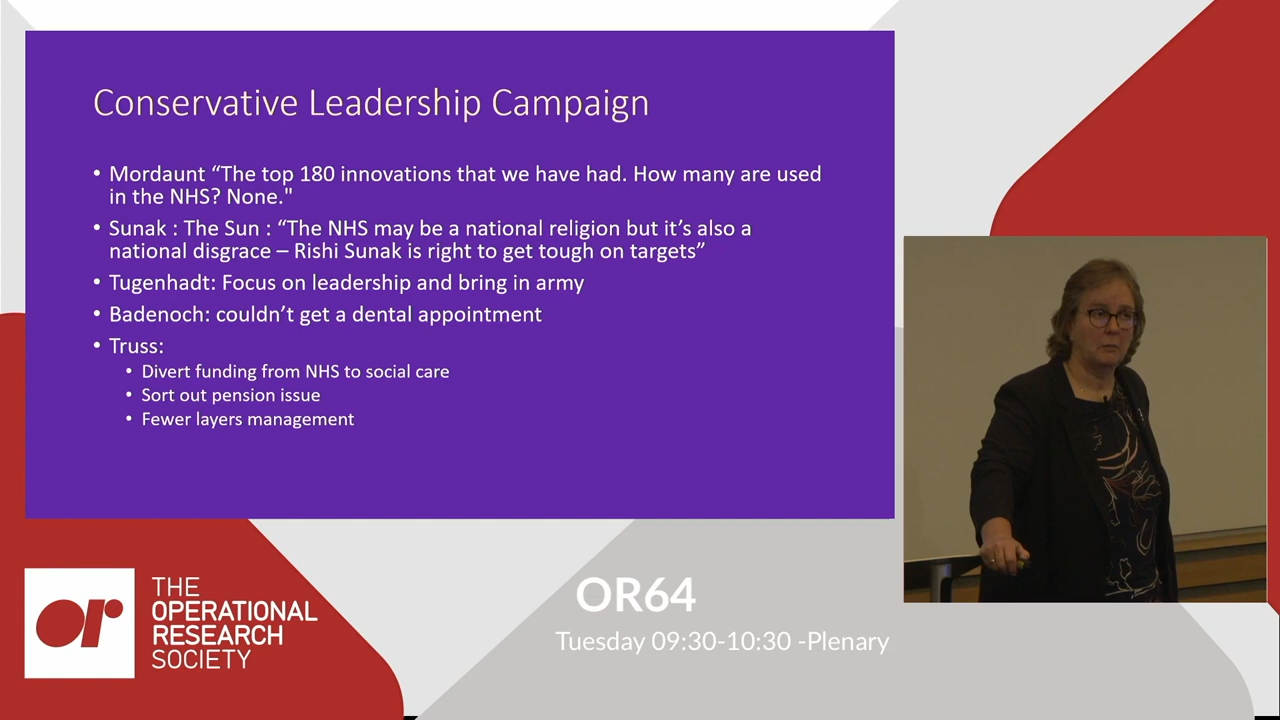 Conservative Leadership Campaign
• Mordaunt “The top 180 innovations that we have had. How many are used
in the NHS? None."
• Sunak : The Sun : “The NHS may be a national religion but it’s also a
national disgrace – Rishi Sunak is right to get tough on targets”
• Tugenhadt: Focus on leadership and bring in army
• Badenoch: couldn’t get a dental appointment
• Truss:
• Divert funding from NHS to social care
• Sort out pension issue
• Fewer layers management
or
THE
OPERATIONAL
RESEARCH
SOCIETY
OR64
Tuesday 09:30-10:30 -Plenary